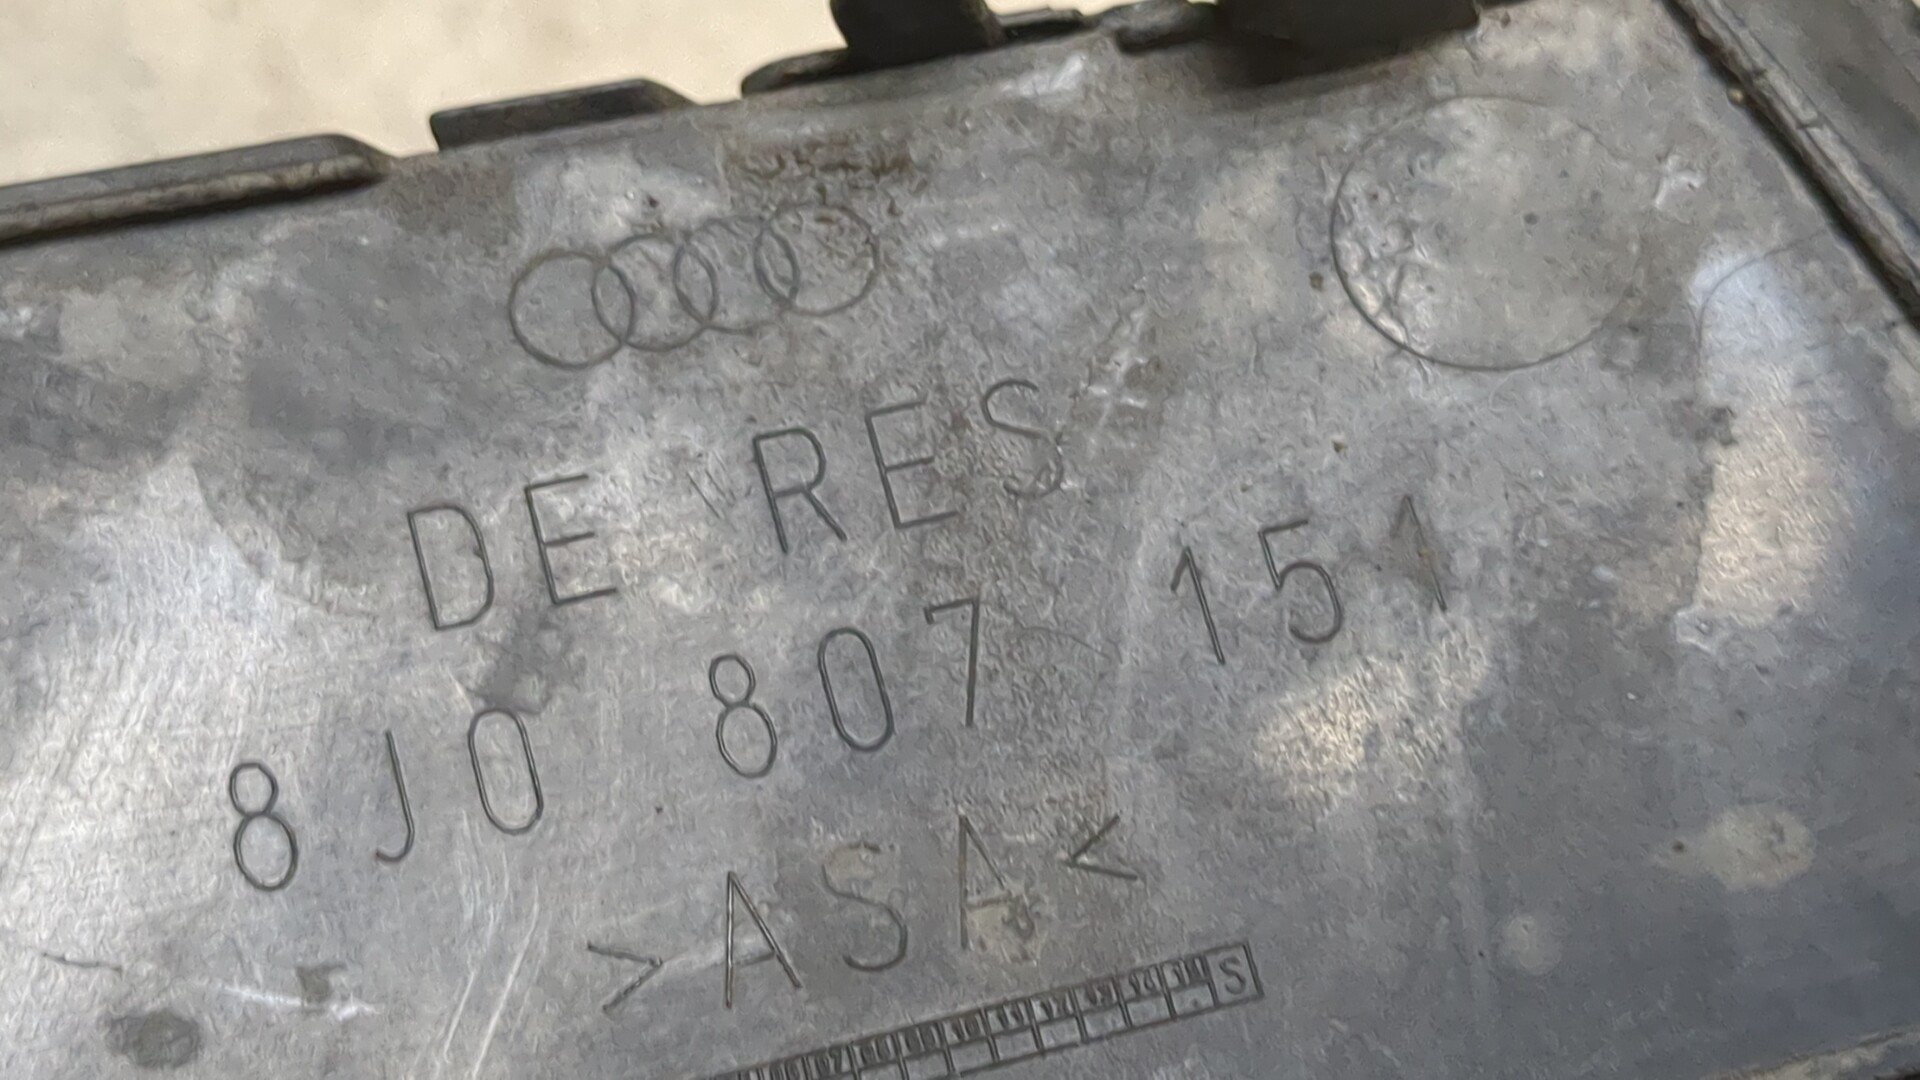 DE RES
8J0 807 151
>ASA<
S